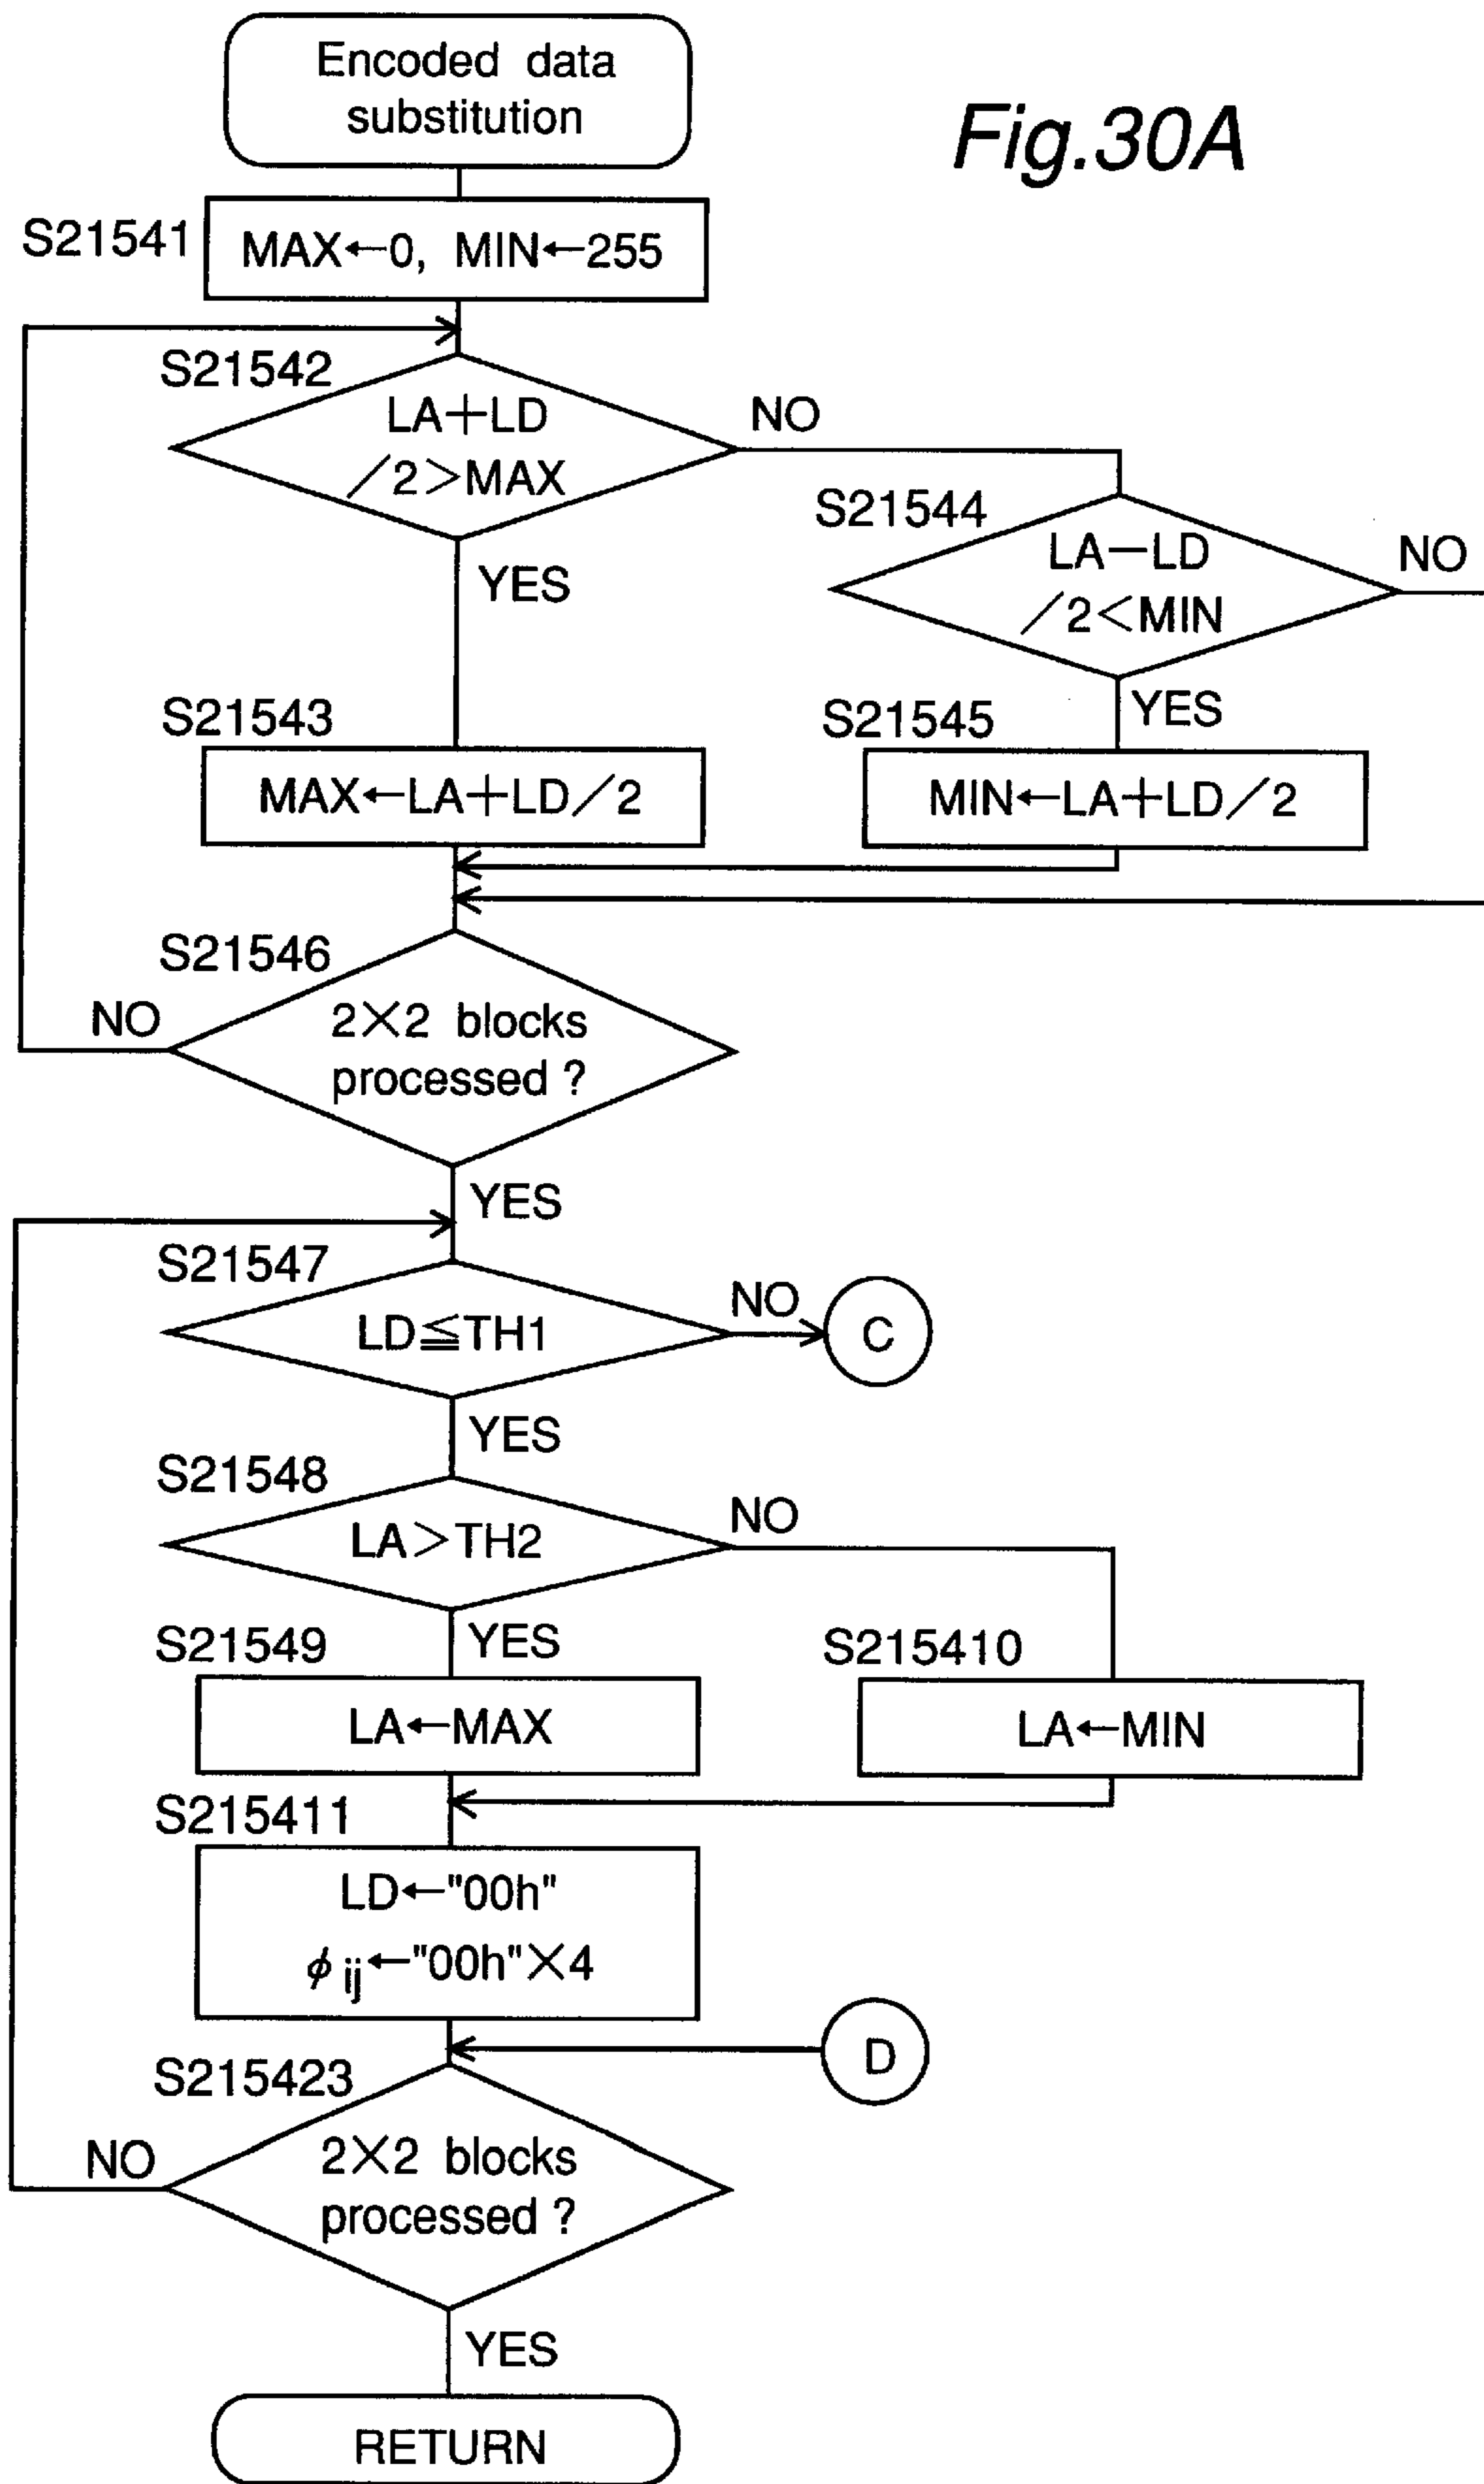 Encoded data
substitution
Fig.30A
S21541
MAX←0, MIN←255
S21542
LA+LD
/2>MAX
NO
YES
S21544
LA−LD
/2<MIN
NO
YES
S21543
MAX←LA+LD/2
S21545
MIN←LA+LD/2
S21546
2×2 blocks
processed ?
NO
YES
S21547
LD≦TH1
NO
C
YES
S21548
LA>TH2
NO
YES
S21549
LA←MAX
S215410
LA←MIN
S215411
LD←"00h"
ϕij←"00h"×4
D
S215423
2×2 blocks
processed ?
NO
YES
RETURN